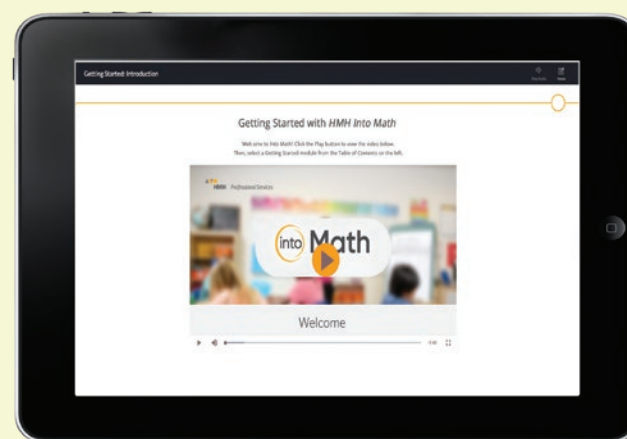 Getting Started: Introduction
Getting Started with HMH Into Math
Welcome to Into Math! Click the Play button to view the video below.
Then, select a Getting Started module from the Table of Contents on the left.
HMH Professional Services
into Math
Welcome